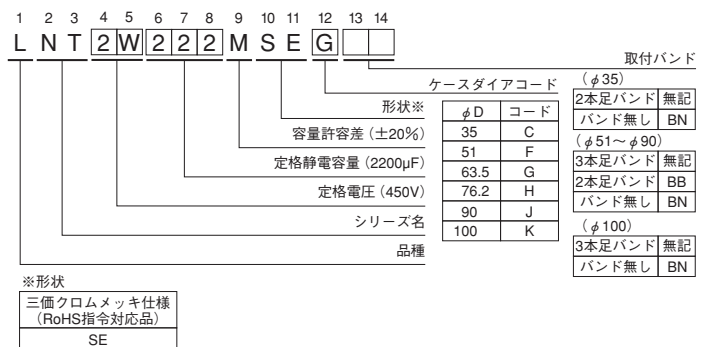 1 2 3 4 5 6 7 8 9 10 11 12 13 14
L N T 2 W 2 2 2 M S E G
取付バンド
(φ35)
2本足バンド 無記
バンド無し BN
(φ51〜φ90)
3本足バンド 無記
2本足バンド BB
バンド無し BN
(φ100)
3本足バンド 無記
バンド無し BN
ケースダイアコード
φD コード
35 C
51 F
63.5 G
76.2 H
90 J
100 K
形状※
容量許容差(±20%)
定格静電容量(2200µF)
定格電圧(450V)
シリーズ名
品種
※形状
三価クロムメッキ仕様
(RoHS指令対応品)
SE